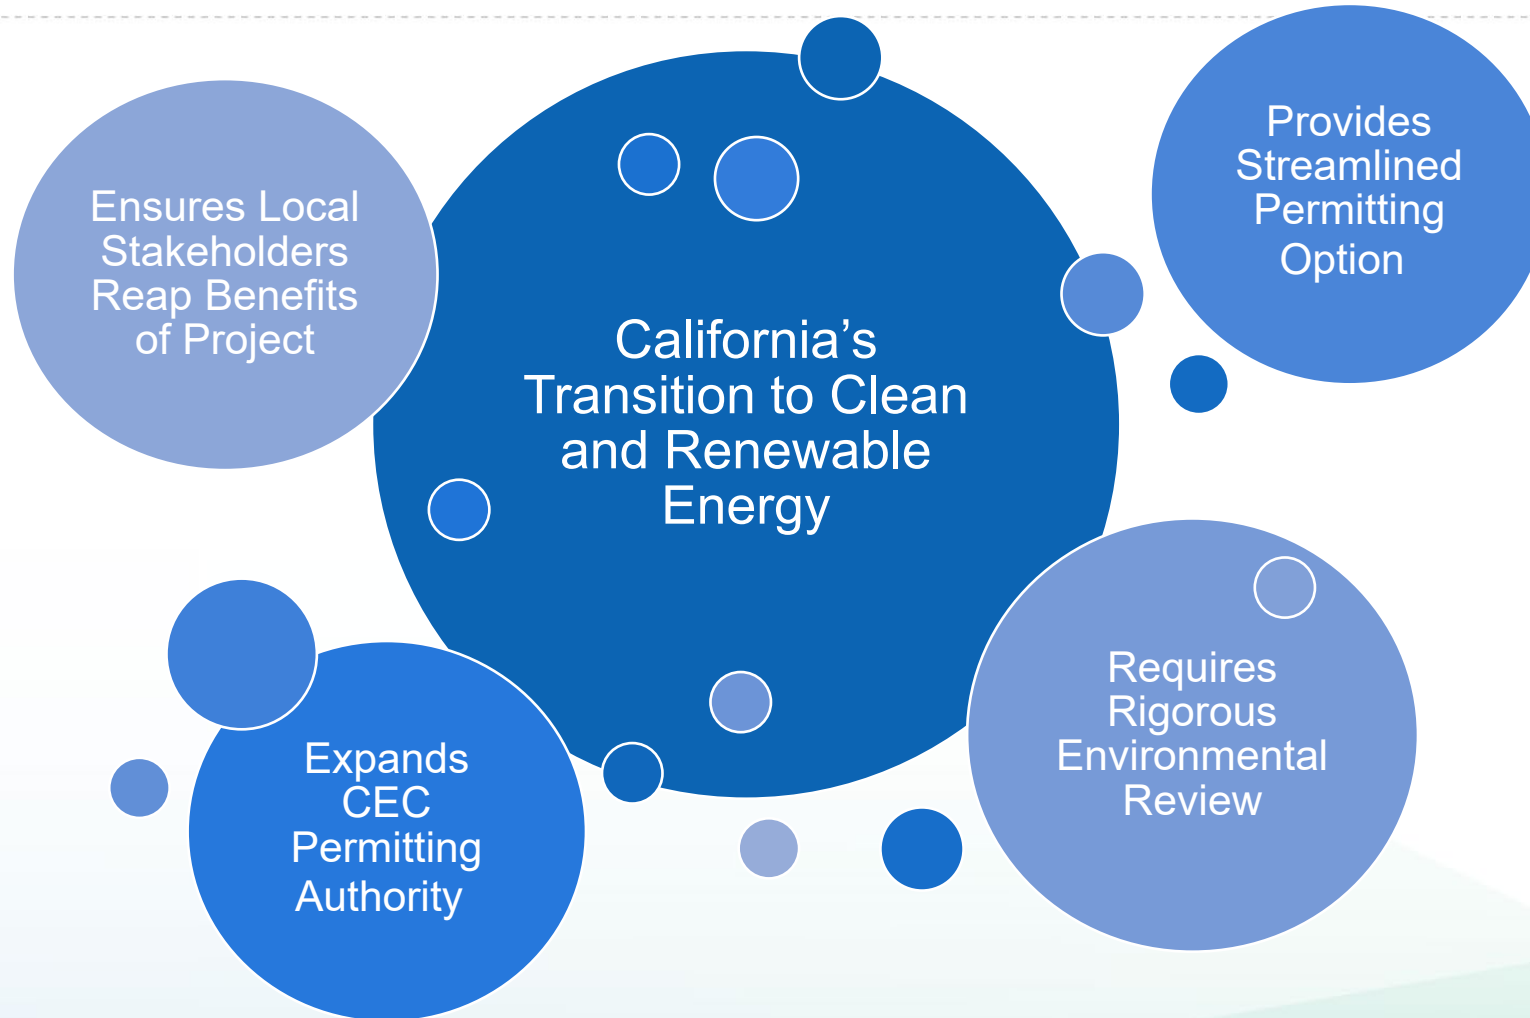 Ensures Local
Stakeholders
Reap Benefits
of Project
California’s
Transition to Clean
and Renewable
Energy
Provides
Streamlined
Permitting
Option
Expands
CEC
Permitting
Authority
Requires
Rigorous
Environmental
Review